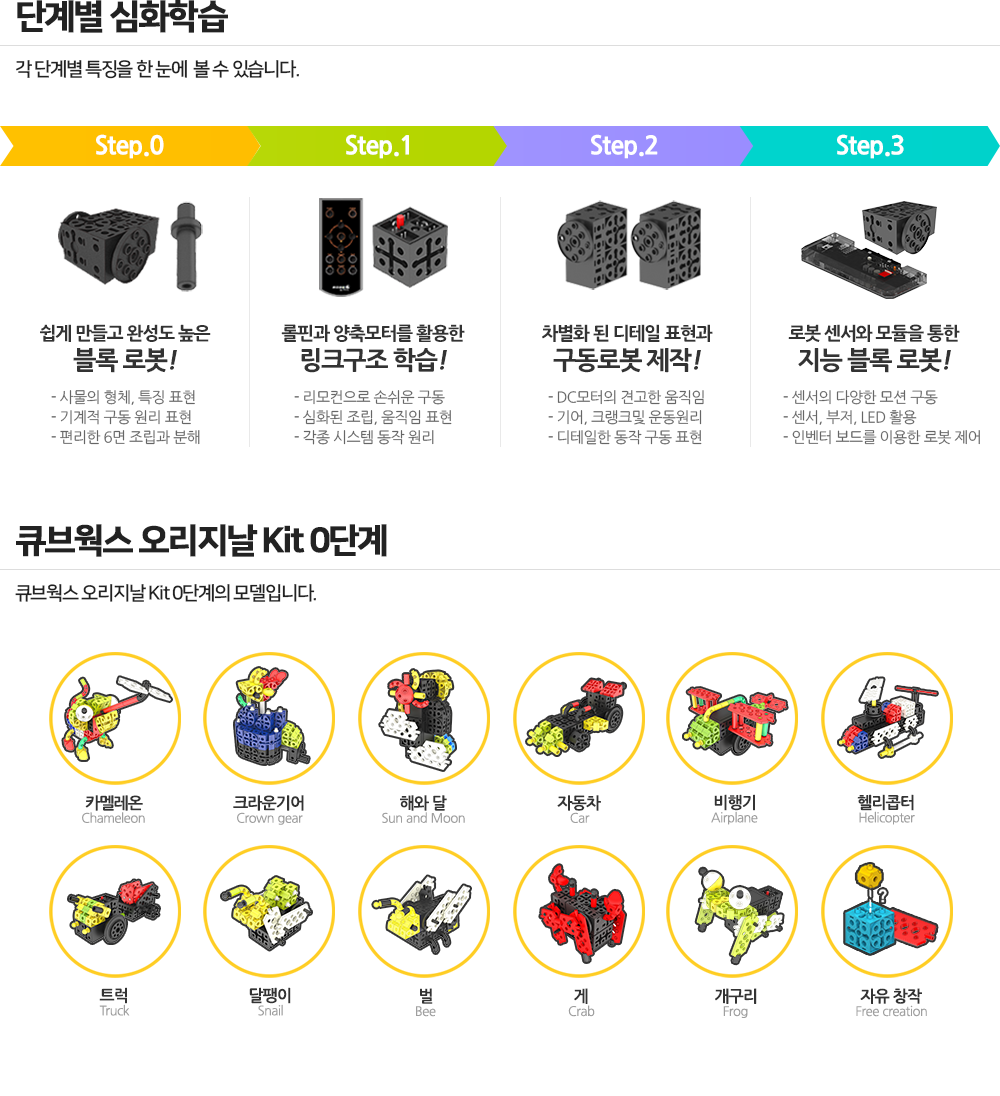 단계별 심화학습
각 단계별 특징을 한 눈에 볼 수 있습니다.
Step.0
Step.1
Step.2
Step.3
쉽게 만들고 완성도 높은
블록 로봇!
- 사물의 형체, 특징 표현
- 기계적 구동 원리 표현
- 편리한 6면 조립과 분해
롤핀과 양축모터를 활용한
링크구조 학습!
- 리모컨으로 손쉬운 구동
- 심화된 조립, 움직임 표현
- 각종 시스템 동작 원리
차별화 된 디테일 표현과
구동로봇 제작!
- DC모터의 견고한 움직임
- 기어, 크랭크및 운동원리
- 디테일한 동작 구동 표현
로봇 센서와 모듈을 통한
지능 블록 로봇!
- 센서의 다양한 모션 구동
- 센서, 부저, LED 활용
- 인벤터 보드를 이용한 로봇 제어
큐브웍스 오리지날 Kit 0단계
큐브웍스 오리지날 Kit 0단계의 모델입니다.
카멜레온
Chameleon
크라운기어
Crown gear
해와 달
Sun and Moon
자동차
Car
비행기
Airplane
헬리콥터
Helicopter
트럭
Truck
달팽이
Snail
벌
Bee
게
Crab
개구리
Frog
?
자유 창작
Free creation